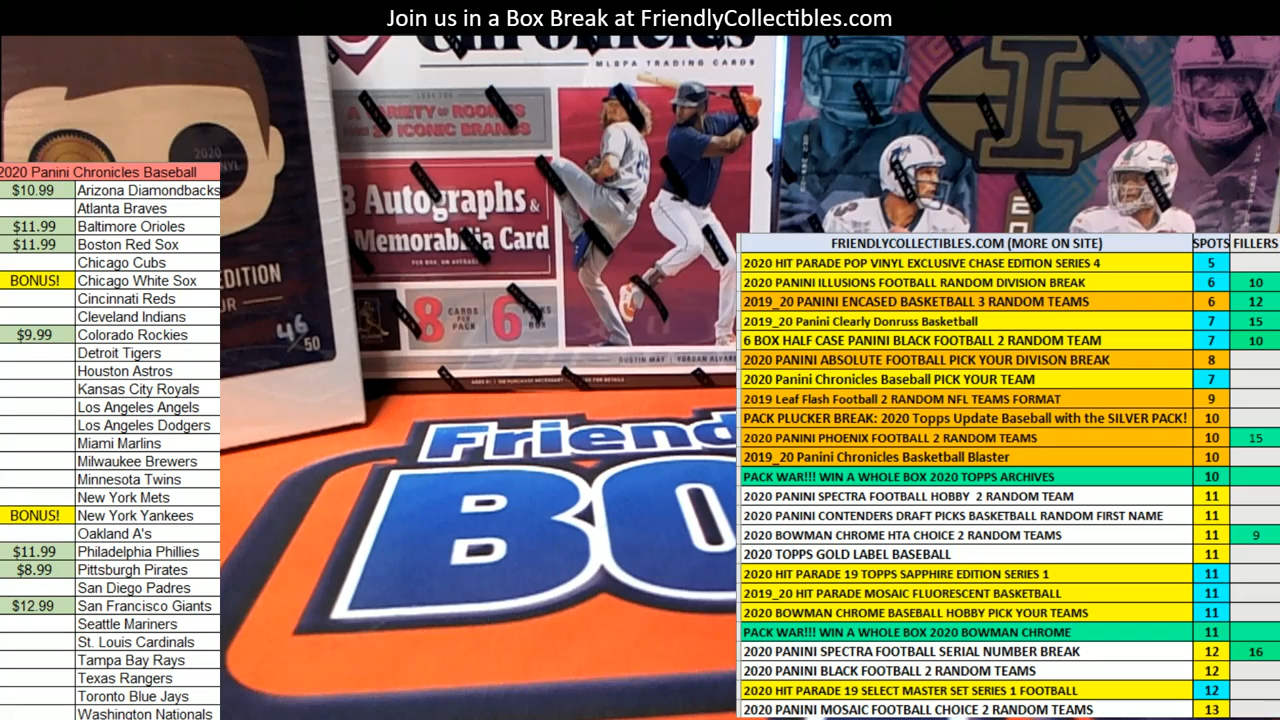 Join us in a Box Break at FriendlyCollectibles.com
Chronicles
MLBPA TRADING CARDS
A VARIETY OF ROOKIES
ICONIC BRANDS
3 Autographs &
Memorabilia Card
8 CARDS PER PACK
6
DUSTIN MAY | YORDAN ALVAREZ
2020
EDITION
46/50
2020 Panini Chronicles Baseball
$10.99 Arizona Diamondbacks
Atlanta Braves
$11.99 Baltimore Orioles
$11.99 Boston Red Sox
Chicago Cubs
BONUS! Chicago White Sox
Cincinnati Reds
Cleveland Indians
$9.99 Colorado Rockies
Detroit Tigers
Houston Astros
Kansas City Royals
Los Angeles Angels
Los Angeles Dodgers
Miami Marlins
Milwaukee Brewers
Minnesota Twins
New York Mets
BONUS! New York Yankees
Oakland A's
$11.99 Philadelphia Phillies
$8.99 Pittsburgh Pirates
San Diego Padres
$12.99 San Francisco Giants
Seattle Mariners
St. Louis Cardinals
Tampa Bay Rays
Texas Rangers
Toronto Blue Jays
Washington Nationals
Friend
BO
FRIENDLYCOLLECTIBLES.COM (MORE ON SITE) SPOTS FILLERS
2020 HIT PARADE POP VINYL EXCLUSIVE CHASE EDITION SERIES 4 5
2020 PANINI ILLUSIONS FOOTBALL RANDOM DIVISION BREAK 6 10
2019_20 PANINI ENCASED BASKETBALL 3 RANDOM TEAMS 6 12
2019_20 Panini Clearly Donruss Basketball 7 15
6 BOX HALF CASE PANINI BLACK FOOTBALL 2 RANDOM TEAM 7 10
2020 PANINI ABSOLUTE FOOTBALL PICK YOUR DIVISON BREAK 8
2020 Panini Chronicles Baseball PICK YOUR TEAM 7
2019 Leaf Flash Football 2 RANDOM NFL TEAMS FORMAT 9
PACK PLUCKER BREAK: 2020 Topps Update Baseball with the SILVER PACK! 10
2020 PANINI PHOENIX FOOTBALL 2 RANDOM TEAMS 10 15
2019_20 Panini Chronicles Basketball Blaster 10
PACK WAR!!! WIN A WHOLE BOX 2020 TOPPS ARCHIVES 10
2020 PANINI SPECTRA FOOTBALL HOBBY 2 RANDOM TEAM 11
2020 PANINI CONTENDERS DRAFT PICKS BASKETBALL RANDOM FIRST NAME 11
2020 BOWMAN CHROME HTA CHOICE 2 RANDOM TEAMS 11 9
2020 TOPPS GOLD LABEL BASEBALL 11
2020 HIT PARADE 19 TOPPS SAPPHIRE EDITION SERIES 1 11
2019_20 HIT PARADE MOSAIC FLUORESCENT BASKETBALL 11
2020 BOWMAN CHROME BASEBALL HOBBY PICK YOUR TEAMS 11
PACK WAR!!! WIN A WHOLE BOX 2020 BOWMAN CHROME 11
2020 PANINI SPECTRA FOOTBALL SERIAL NUMBER BREAK 12 16
2020 PANINI BLACK FOOTBALL 2 RANDOM TEAMS 12
2020 HIT PARADE 19 SELECT MASTER SET SERIES 1 FOOTBALL 12
2020 PANINI MOSAIC FOOTBALL CHOICE 2 RANDOM TEAMS 13